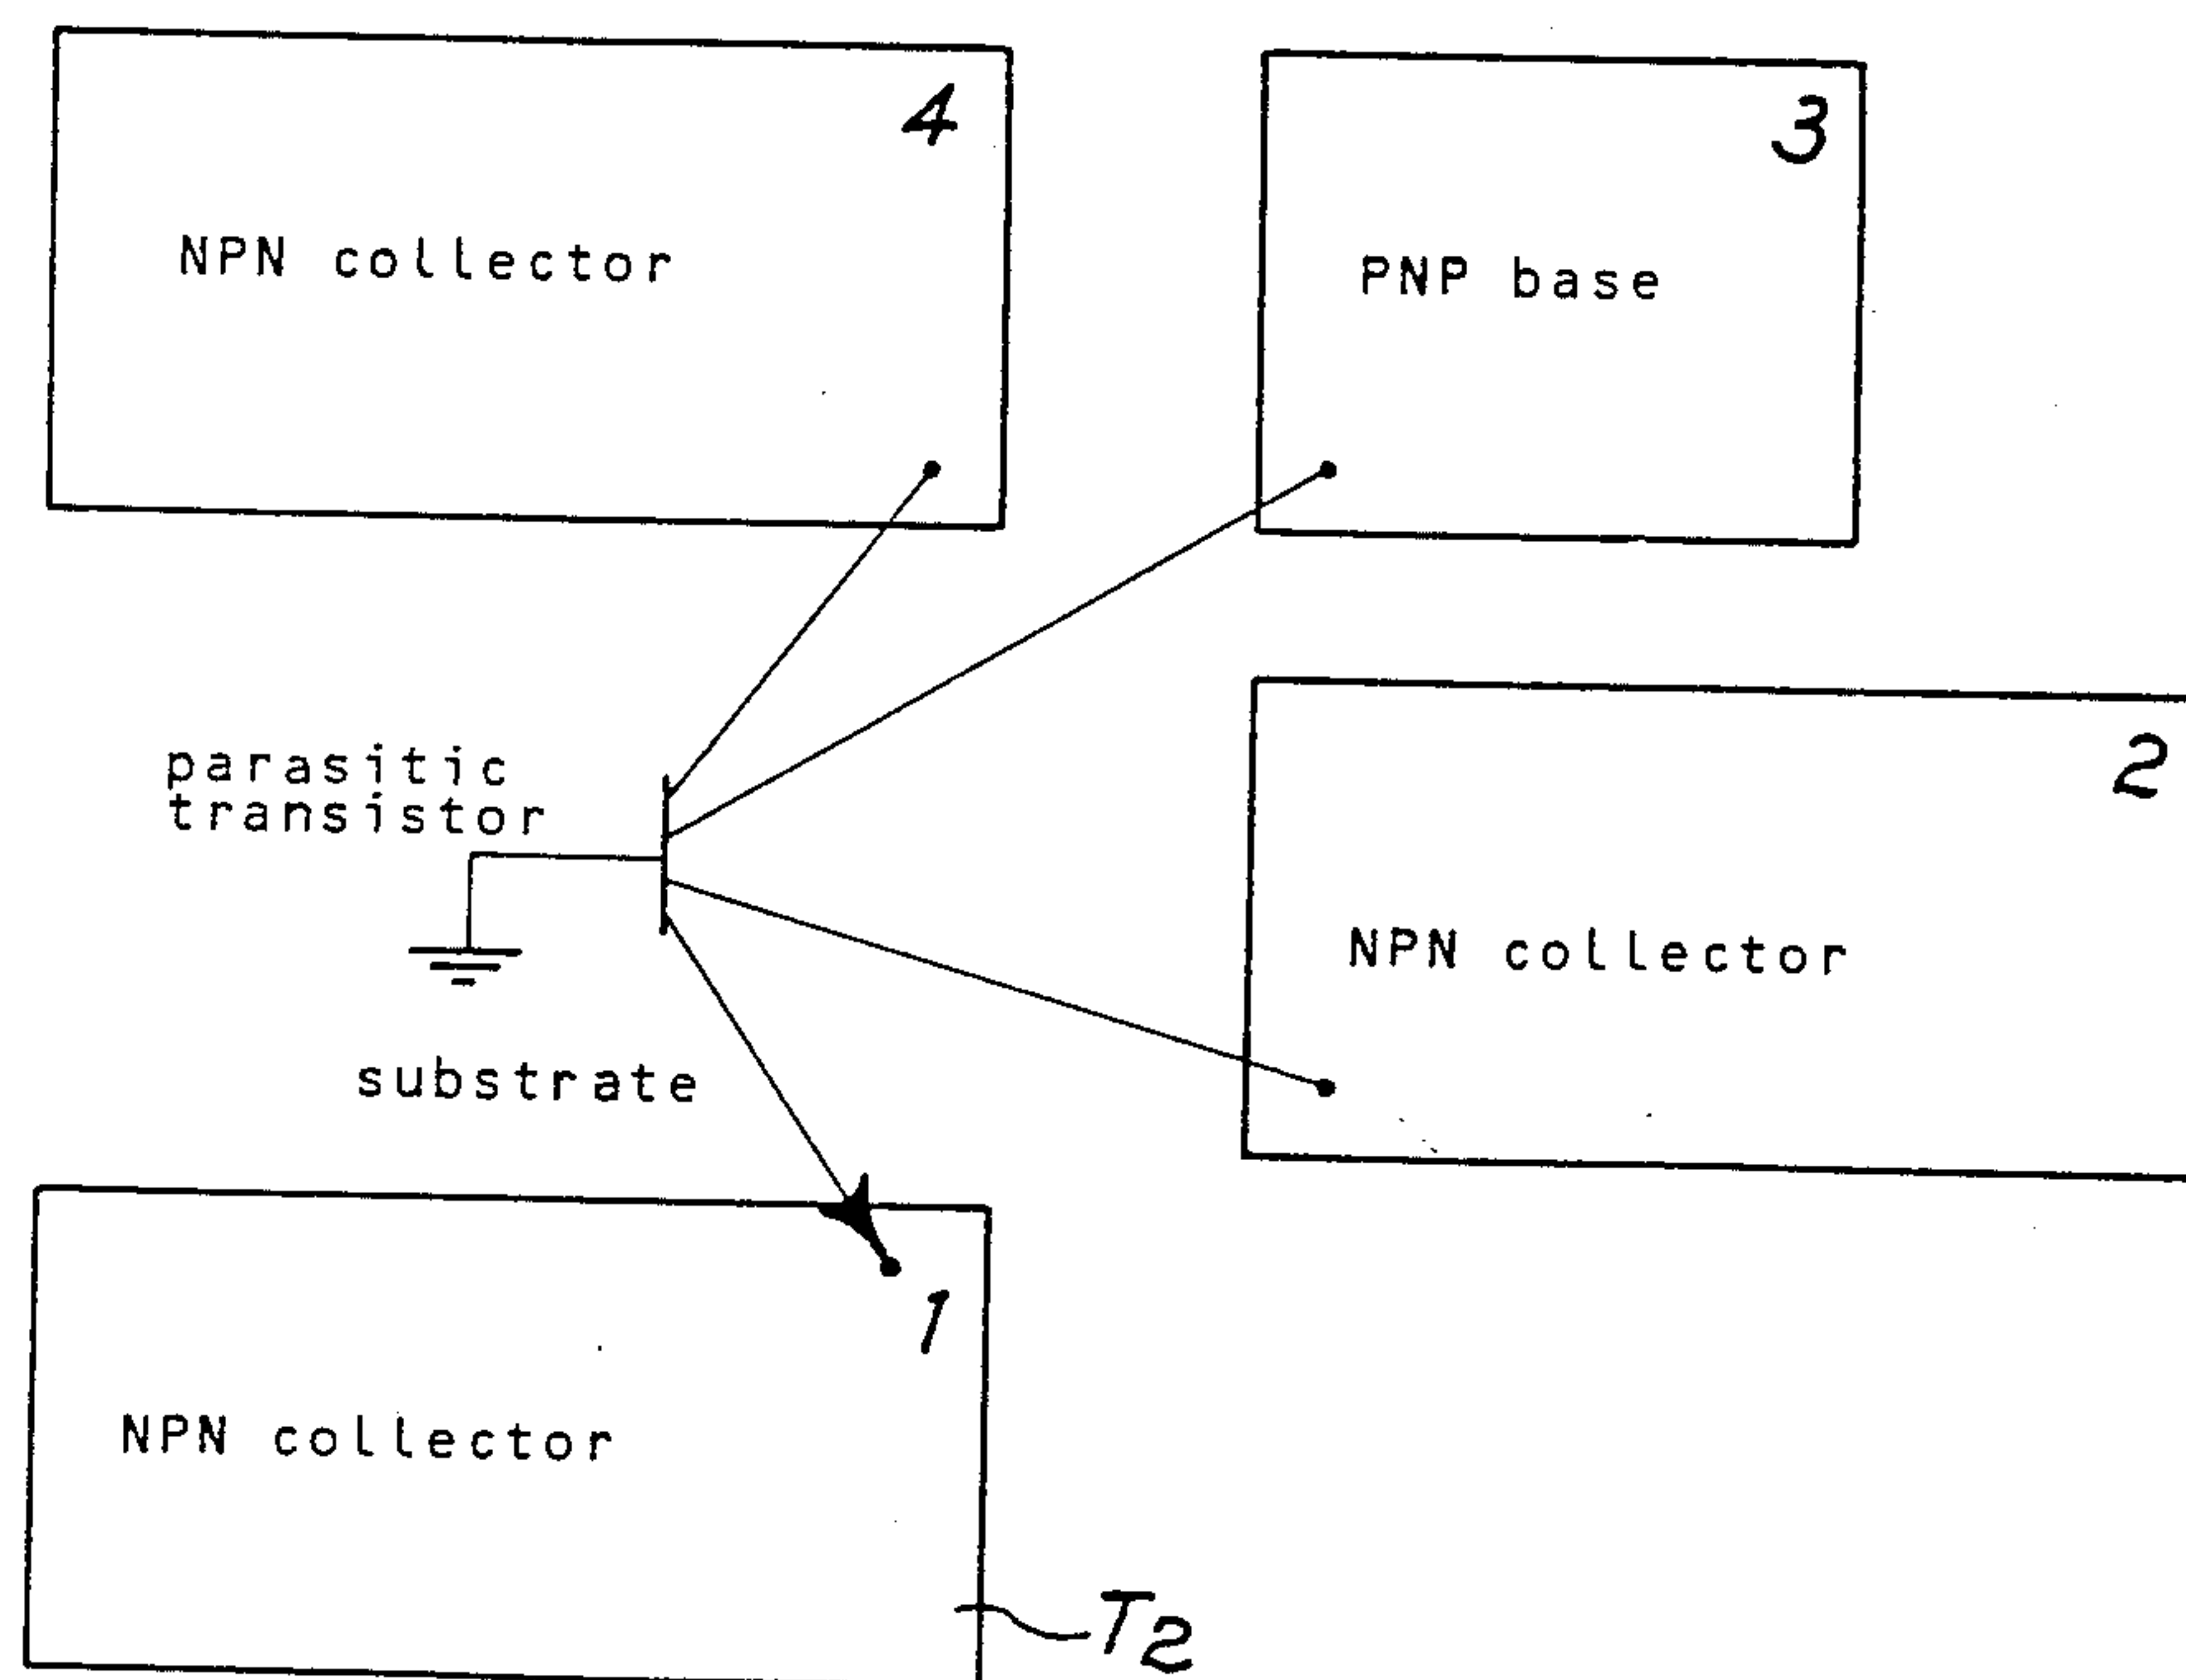 4
3
NPN collector
PNP base
2
parasitic
transistor
NPN collector
substrate
1
NPN collector
T2